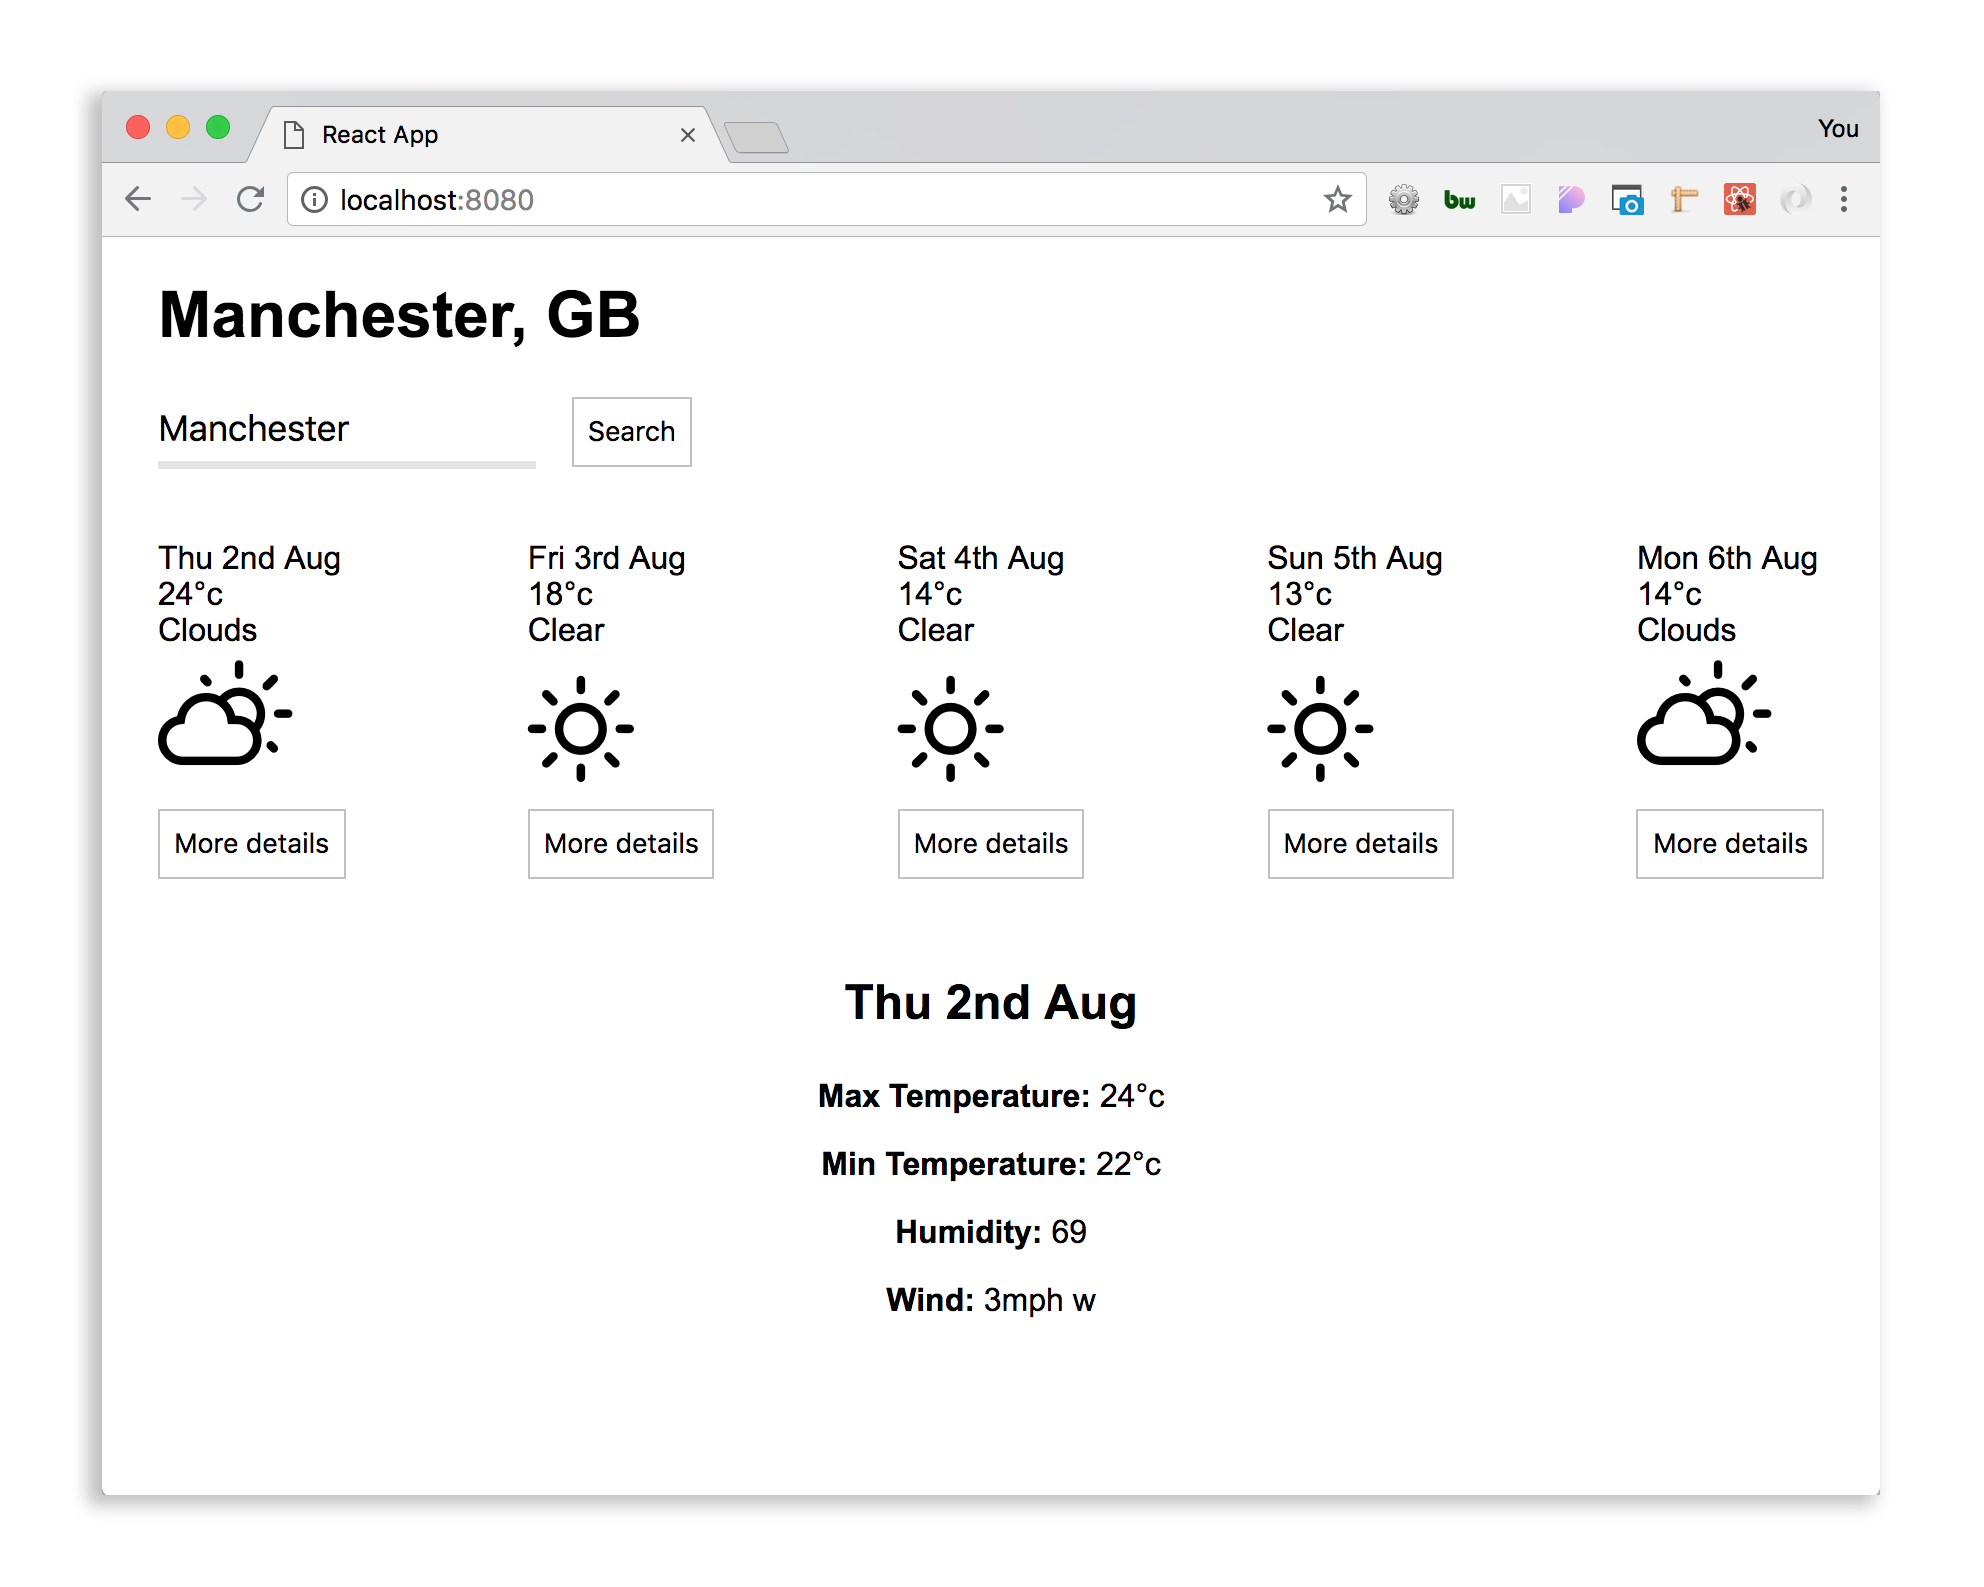 React App
You
localhost:8080
bw
Manchester, GB
Manchester
Search
Thu 2nd Aug
24°c
Clouds
More details
Fri 3rd Aug
18°c
Clear
More details
Sat 4th Aug
14°c
Clear
More details
Sun 5th Aug
13°c
Clear
More details
Mon 6th Aug
14°c
Clouds
More details
Thu 2nd Aug
Max Temperature: 24°c
Min Temperature: 22°c
Humidity: 69
Wind: 3mph w